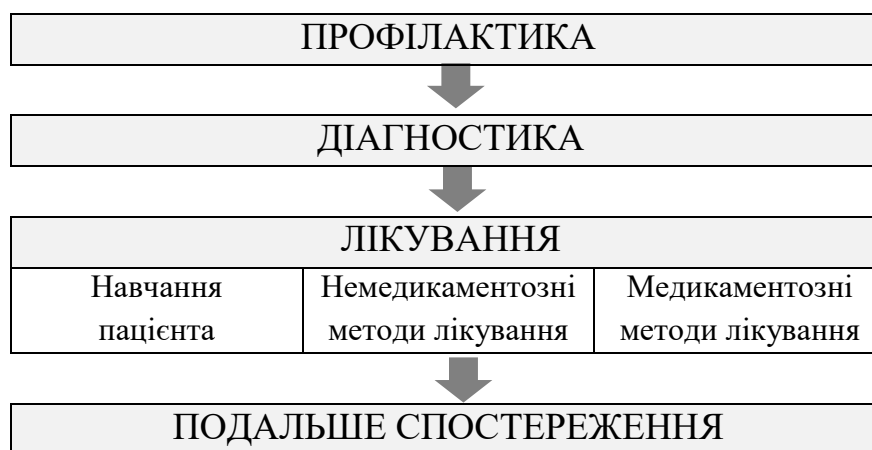 ПРОФІЛАКТИКА
ДІАГНОСТИКА
ЛІКУВАННЯ
Навчання
пацієнта
Немедикаментозні
методи лікування
Медикаментозні
методи лікування
ПОДАЛЬШЕ СПОСТЕРЕЖЕННЯ